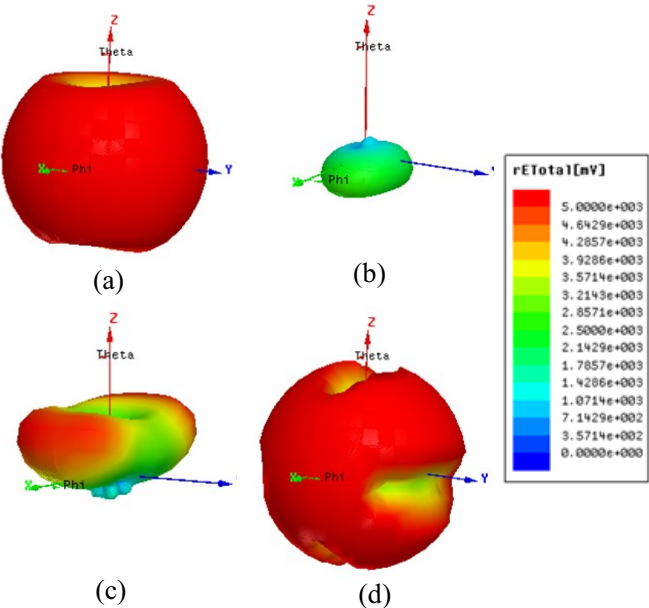 Z
Theta
X
Phi
Y
(a)
Z
Theta
X
Phi
(b)
rETotal[mV]
5.0000e+003
4.6429e+003
4.2857e+003
3.9286e+003
3.5714e+003
3.2143e+003
2.8571e+003
2.5000e+003
2.1429e+003
1.7857e+003
1.4286e+003
1.0714e+003
7.1429e+002
3.5714e+002
0.0000e+000
Z
Theta
X
Phi
(c)
Z
Theta
X
Phi
Y
(d)